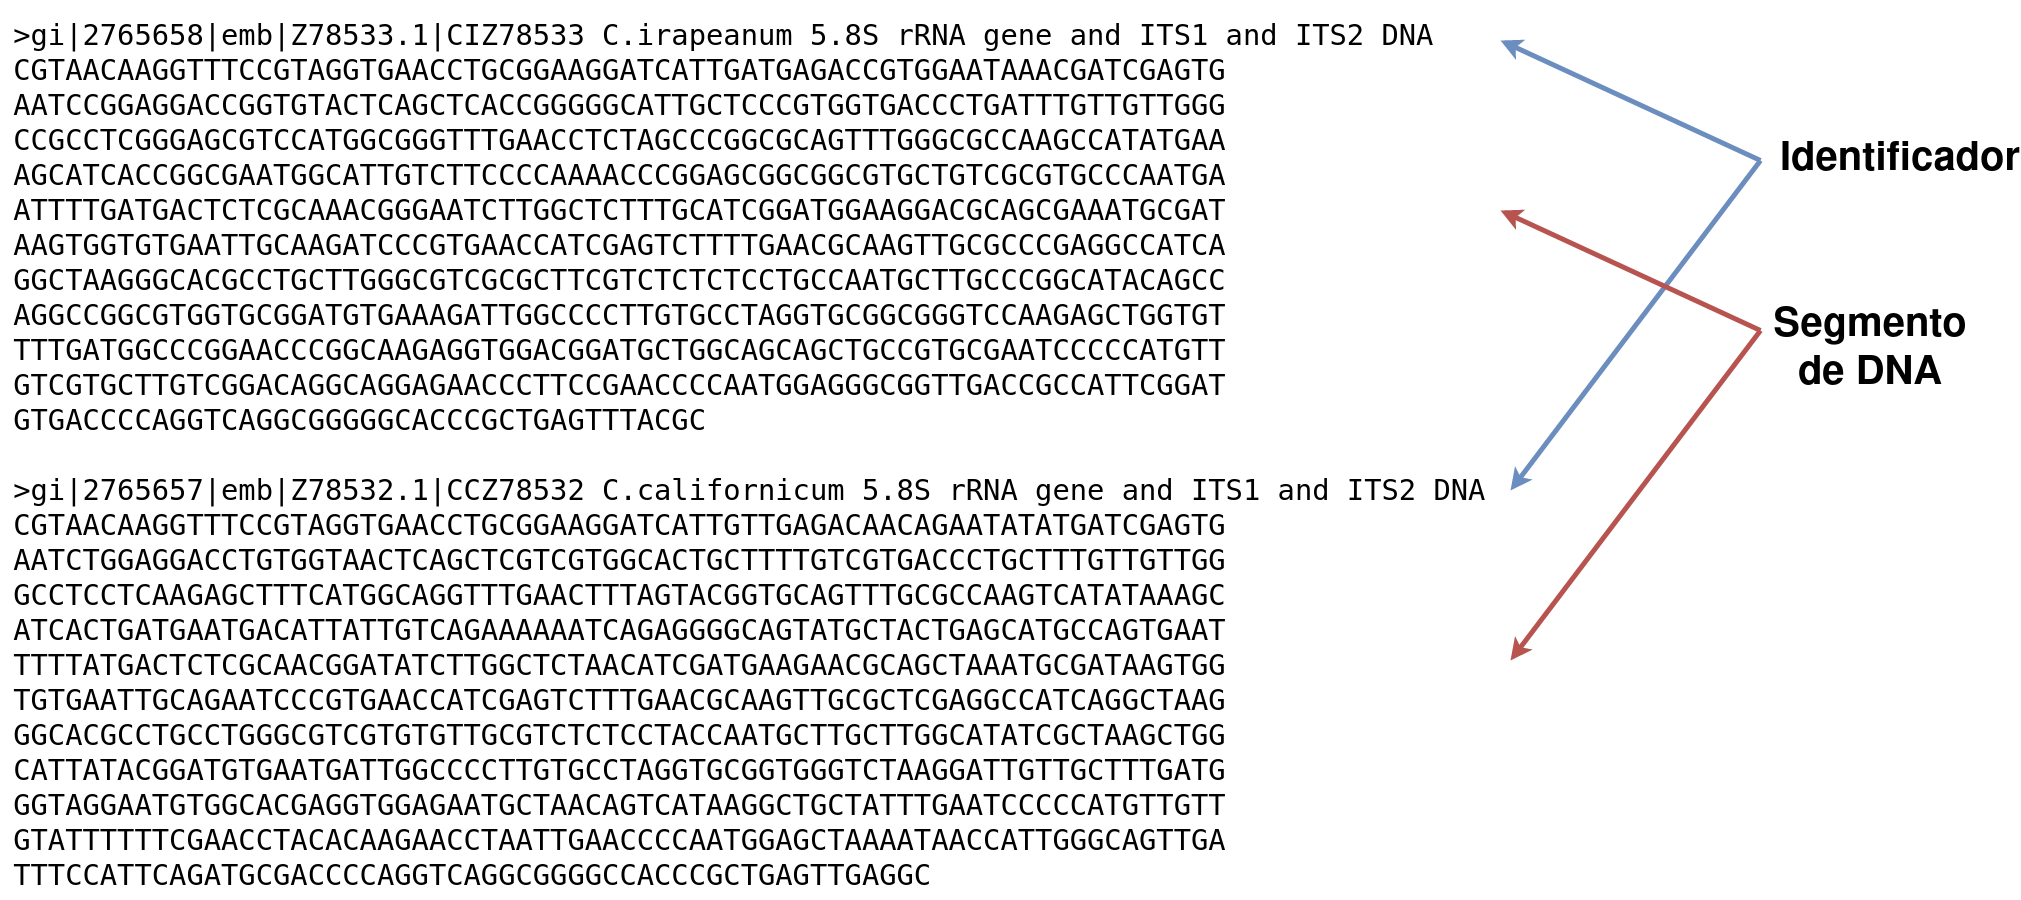 >gi|2765658|emb|Z78533.1|CIZ78533 C.irapeanum 5.8S rRNA gene and ITS1 and ITS2 DNA
CGTAACAAGGTTTCCGTAGGTGAACCTGCGGAAGGATCATTGATGAGACCGTGGAATAAACGATCGAGTG
AATCCGGAGGACCGGTGTACTCAGCTCACCGGGGGCATTGCTCCCGTGGTGACCCTGATTTGTTGTTGGG
CCGCCTCGGGAGCGTCCATGGCGGGTTTGAACCTCTAGCCCGGCGCAGTTTGGGCGCCAAGCCATATGAA
AGCATCACCGGCGAATGGCATTGTCTTCCCCAAAACCCGGAGCGGCGGCGTGCTGTCGCGTGCCCAATGA
ATTTTGATGACTCTCGCAAACGGGAATCTTGGCTCTTTGCATCGGATGGAAGGACGCAGCGAAATGCGAT
AAGTGGTGTGAATTGCAAGATCCCGTGAACCATCGAGTCTTTTGAACGCAAGTTGCGCCCGAGGCCATCA
GGCTAAGGGCACGCCTGCTTGGGCGTCGCGCTTCGTCTCTCTCCTGCCAATGCTTGCCCGGCATACAGCC
AGGCCGGCGTGGTGCGGATGTGAAAGATTGGCCCCTTGTGCCTAGGTGCGGCGGGTCCAAGAGCTGGTGT
TTTGATGGCCCGGAACCCGGCAAGAGGTGGACGGATGCTGGCAGCAGCTGCCGTGCGAATCCCCCATGTT
GTCGTGCTTGTCGGACAGGCAGGAGAACCCTTCCGAACCCCAATGGAGGGCGGTTGACCGCCATTCGGAT
GTGACCCCAGGTCAGGCGGGGGCACCCGCTGAGTTTACGC
>gi|2765657|emb|Z78532.1|CCZ78532 C.californicum 5.8S rRNA gene and ITS1 and ITS2 DNA
CGTAACAAGGTTTCCGTAGGTGAACCTGCGGAAGGATCATTGTTGAGACAACAGAATATATGATCGAGTG
AATCTGGAGGACCTGTGGTAACTCAGCTCGTCGTGGCACTGCTTTTGTCGTGACCCTGCTTTGTTGTTGG
GCCTCCTCAAGAGCTTTCATGGCAGGTTTGAACTTTAGTACGGTGCAGTTTGCGCCAAGTCATATAAAGC
ATCACTGATGAATGACATTATTGTCAGAAAAAATCAGAGGGGCAGTATGCTACTGAGCATGCCAGTGAAT
TTTTATGACTCTCGCAACGGATATCTTGGCTCTAACATCGATGAAGAACGCAGCTAAATGCGATAAGTGG
TGTGAATTGCAGAATCCCGTGAACCATCGAGTCTTTGAACGCAAGTTGCGCTCGAGGCCATCAGGCTAAG
GGCACGCCTGCCTGGGCGTCGTGTGTTGCGTCTCTCCTACCAATGCTTGCTTGGCATATCGCTAAGCTGG
CATTATACGGATGTGAATGATTGGCCCCTTGTGCCTAGGTGCGGTGGGTCTAAGGATTGTTGCTTTGATG
GGTAGGAATGTGGCACGAGGTGGAGAATGCTAACAGTCATAAGGCTGCTATTTGAATCCCCCATGTTGTT
GTATTTTTTCGAACCTACACAAGAACCTAATTGAACCCCAATGGAGCTAAAATAACCATTGGGCAGTTGA
TTTCCATTCAGATGCGACCCCAGGTCAGGCGGGGCCACCCGCTGAGTTGAGGC
Identificador
Segmento
de DNA